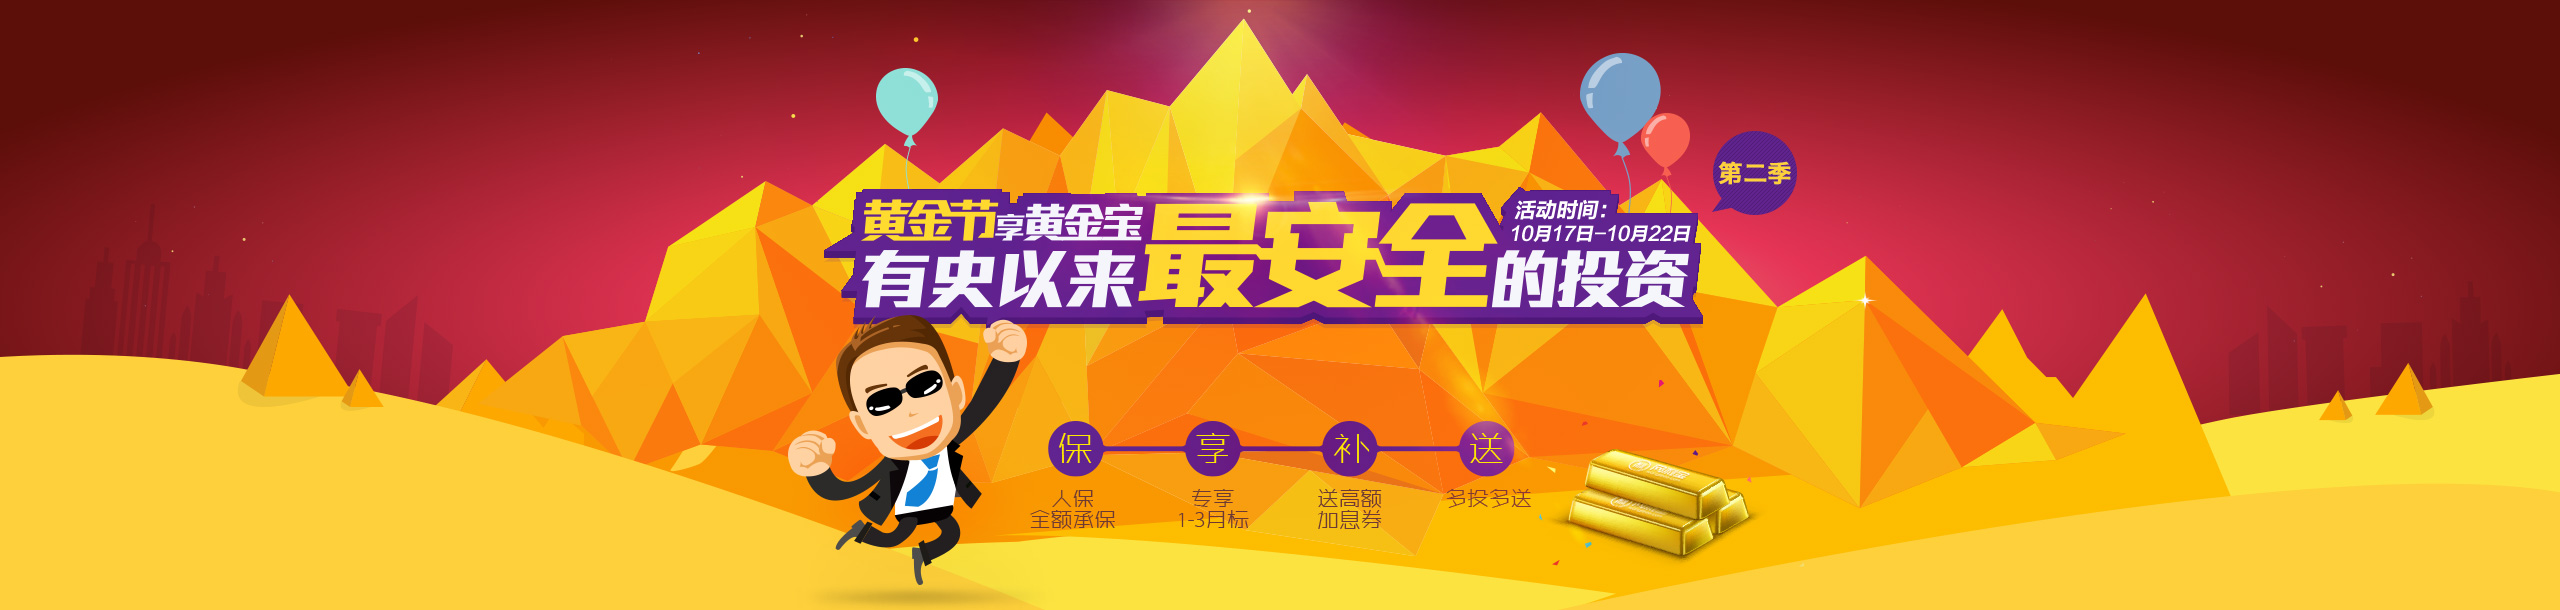 第二季
黄金节享黄金宝
有史以来最安全的投资
活动时间：
10月17日-10月22日
保 享 补 送
人保
全额承保
专享
1-3月标
送高额
加息券
多投多送